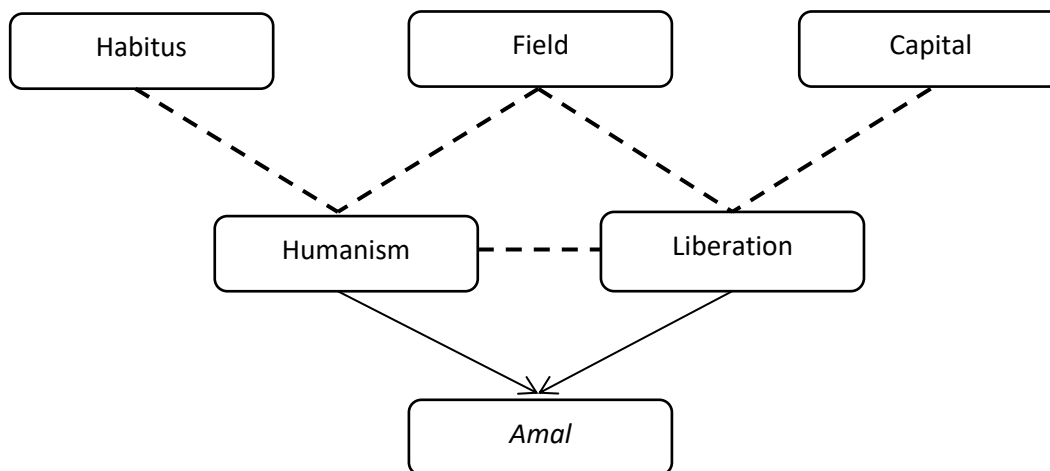 Habitus
Field
Capital
Humanism
Liberation
Amal